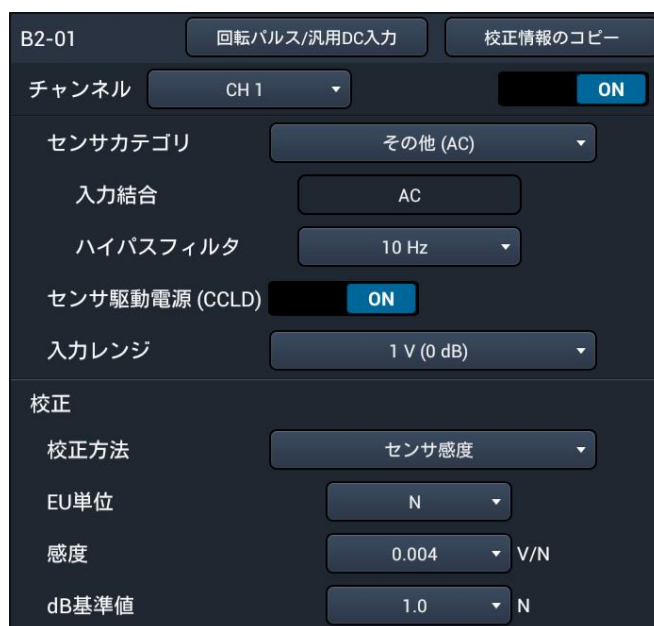 B2-01 回転パルス/汎用DC入力 校正情報のコピー
チャンネル CH 1 ON
センサカテゴリ その他 (AC)
入力結合 AC
ハイパスフィルタ 10 Hz
センサ駆動電源 (CCLD) ON
入力レンジ 1 V (0 dB)
校正
校正方法 センサ感度
EU単位 N
感度 0.004 V/N
dB基準値 1.0 N